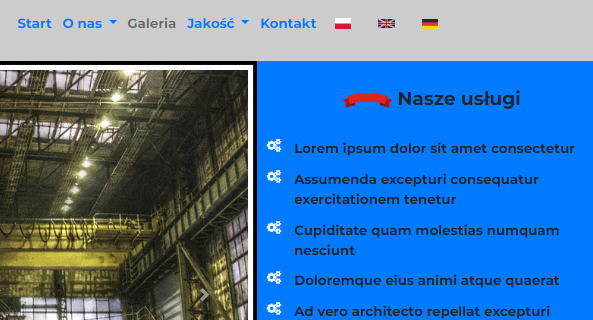 Start O nas Galeria Jakość Kontakt
Nasze usługi
Lorem ipsum dolor sit amet consectetur
Assumenda excepturi consequatur
exercitationem tenetur
Cupiditate quam molestias numquam
nesciunt
Doloremque eius animi atque quaerat
Ad vero architecto repellat excepturi